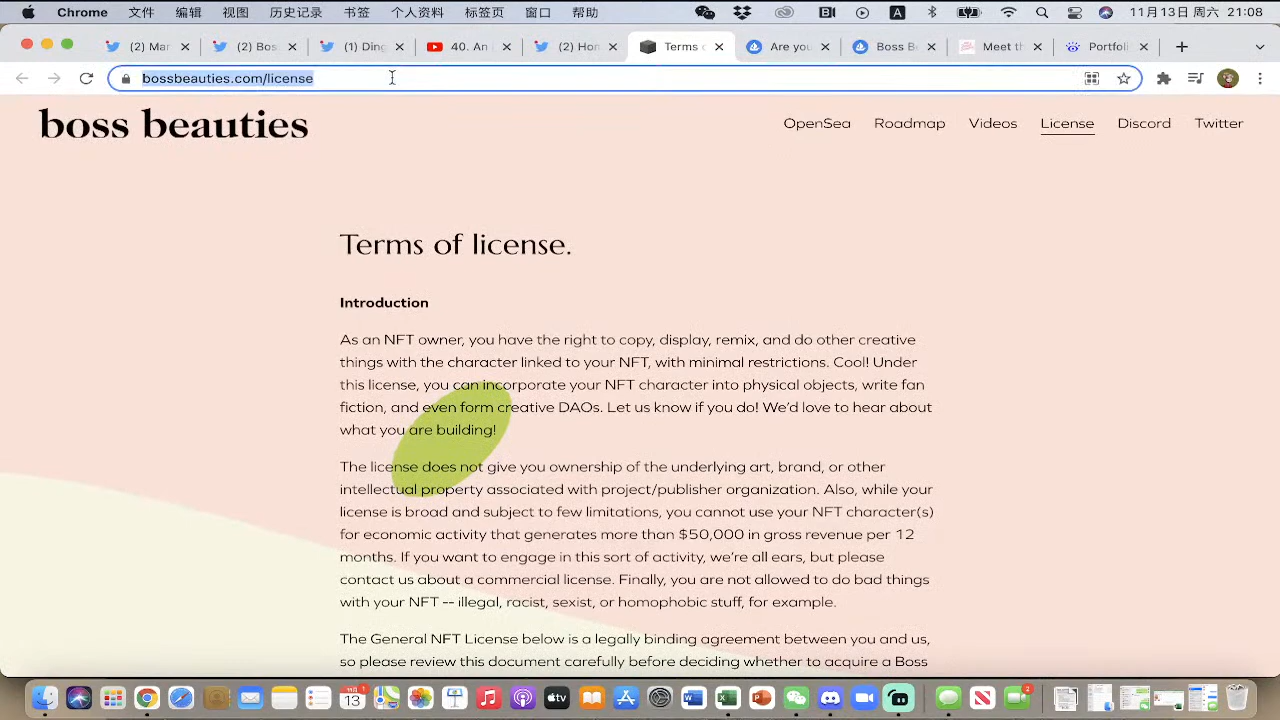 Chrome 文件 编辑 视图 历史记录 书签 个人资料 标签页 窗口 帮助 A 11月13日 周六 21:08
(2) Mar (2) Bos (1) Ding 40. An (2) Hom Terms o Are you Boss Be Meet th Portfoli
bossbeauties.com/license
boss beauties OpenSea Roadmap Videos License Discord Twitter
Terms of license.
Introduction
As an NFT owner, you have the right to copy, display, remix, and do other creative
things with the character linked to your NFT, with minimal restrictions. Cool! Under
this license, you can incorporate your NFT character into physical objects, write fan
fiction, and even form creative DAOs. Let us know if you do! We'd love to hear about
what you are building!
The license does not give you ownership of the underlying art, brand, or other
intellectual property associated with project/publisher organization. Also, while your
license is broad and subject to few limitations, you cannot use your NFT character(s)
for economic activity that generates more than $50,000 in gross revenue per 12
months. If you want to engage in this sort of activity, we're all ears, but please
contact us about a commercial license. Finally, you are not allowed to do bad things
with your NFT -- illegal, racist, sexist, or homophobic stuff, for example.
The General NFT License below is a legally binding agreement between you and us,
so please review this document carefully before deciding whether to acquire a Boss